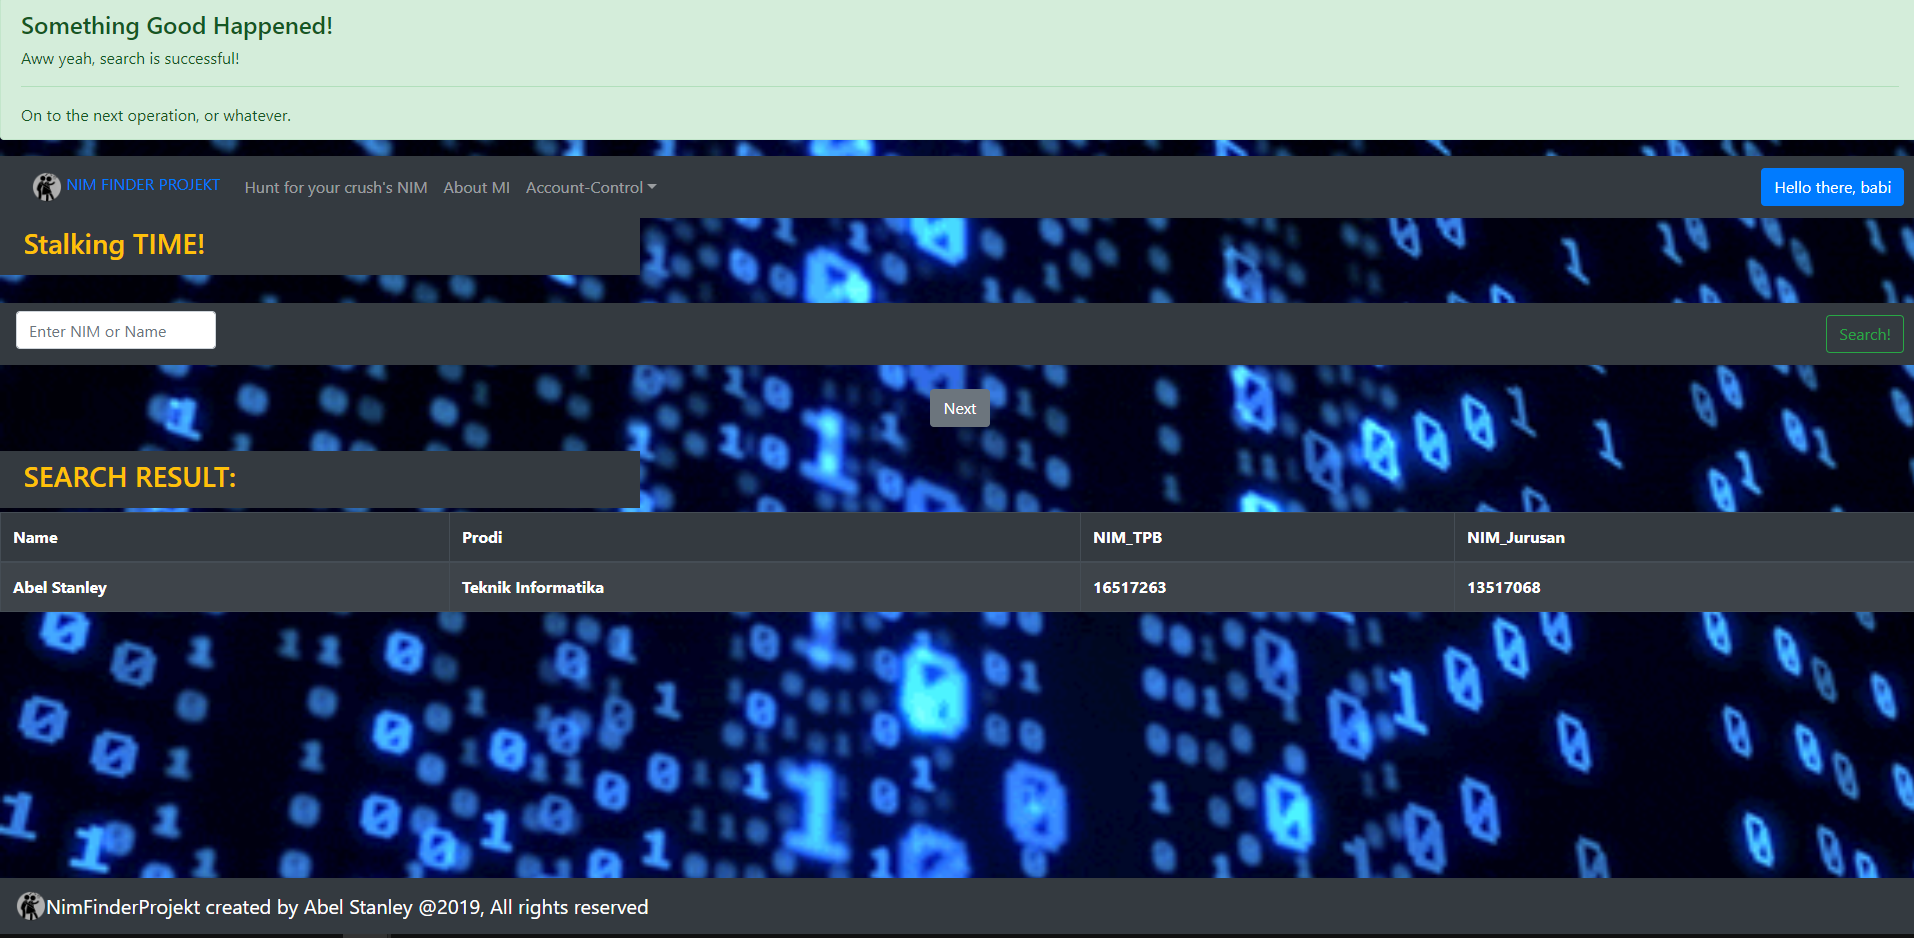 Something Good Happened!
Aww yeah, search is successful!
On to the next operation, or whatever.
NIM FINDER PROJEKT Hunt for your crush's NIM About MI Account-Control Hello there, babi
Stalking TIME!
Enter NIM or Name Search!
Next
SEARCH RESULT:
Name Prodi NIM_TPB NIM_Jurusan
Abel Stanley Teknik Informatika 16517263 13517068
NimFinderProjekt created by Abel Stanley @2019, All rights reserved